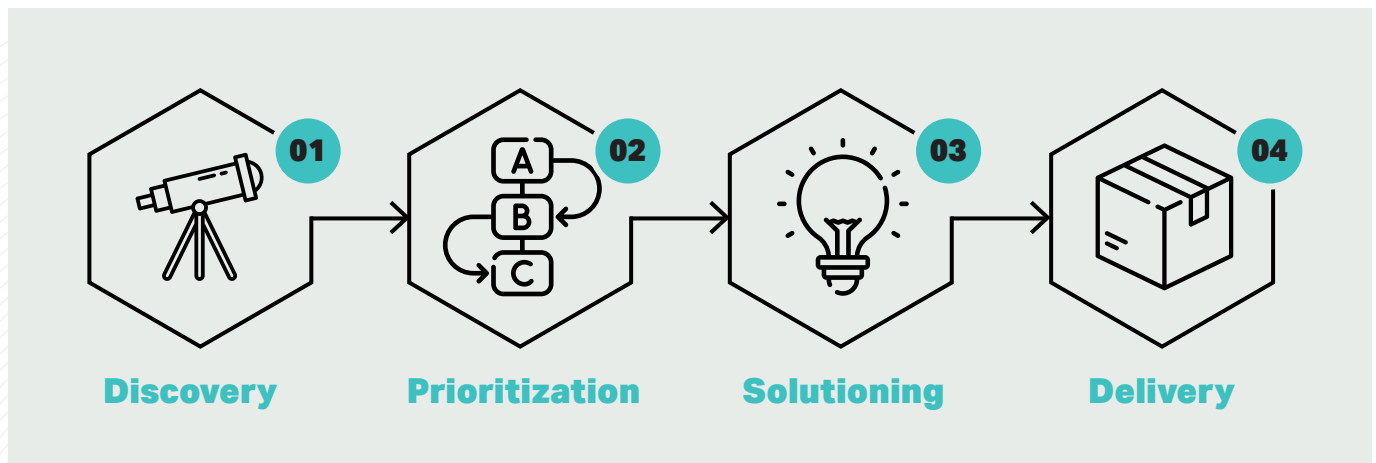 01
02
03
04
A
B
C
Discovery
Prioritization
Solutioning
Delivery